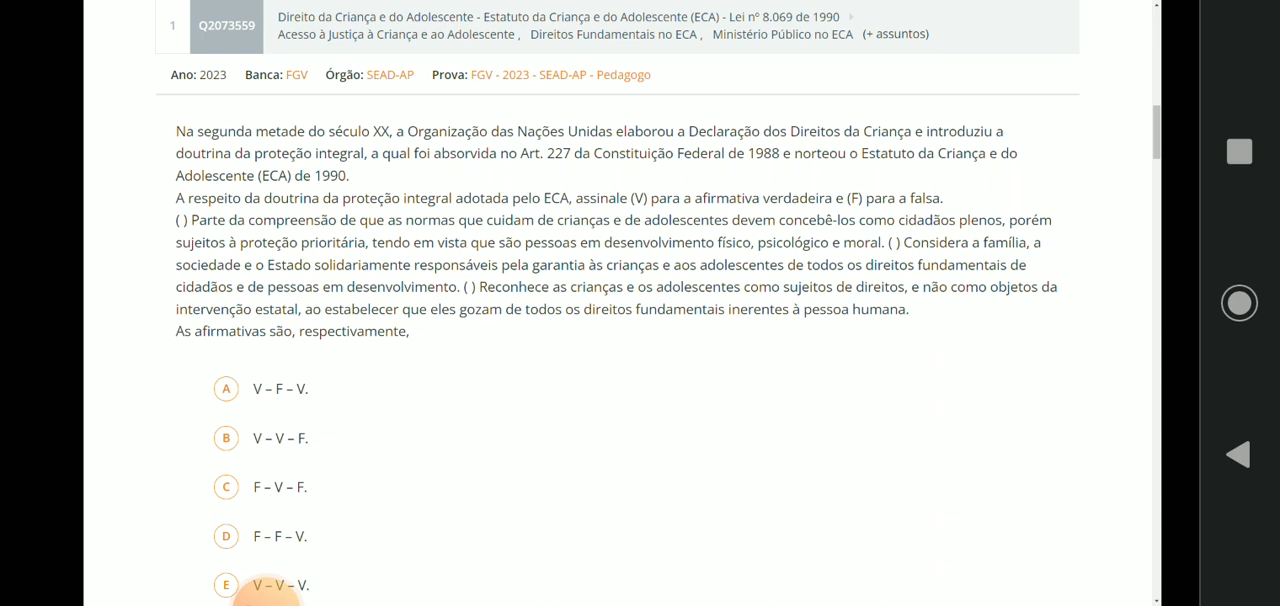 1 Q2073559 Direito da Criança e do Adolescente - Estatuto da Criança e do Adolescente (ECA) - Lei nº 8.069 de 1990
Acesso à Justiça à Criança e ao Adolescente , Direitos Fundamentais no ECA , Ministério Público no ECA (+ assuntos)
Ano: 2023 Banca: FGV Órgão: SEAD-AP Prova: FGV - 2023 - SEAD-AP - Pedagogo
Na segunda metade do século XX, a Organização das Nações Unidas elaborou a Declaração dos Direitos da Criança e introduziu a
doutrina da proteção integral, a qual foi absorvida no Art. 227 da Constituição Federal de 1988 e norteou o Estatuto da Criança e do
Adolescente (ECA) de 1990.
A respeito da doutrina da proteção integral adotada pelo ECA, assinale (V) para a afirmativa verdadeira e (F) para a falsa.
( ) Parte da compreensão de que as normas que cuidam de crianças e de adolescentes devem concebê-los como cidadãos plenos, porém
sujeitos à proteção prioritária, tendo em vista que são pessoas em desenvolvimento físico, psicológico e moral. ( ) Considera a família, a
sociedade e o Estado solidariamente responsáveis pela garantia às crianças e aos adolescentes de todos os direitos fundamentais de
cidadãos e de pessoas em desenvolvimento. ( ) Reconhece as crianças e os adolescentes como sujeitos de direitos, e não como objetos da
intervenção estatal, ao estabelecer que eles gozam de todos os direitos fundamentais inerentes à pessoa humana.
As afirmativas são, respectivamente,
A V – F – V.
B V – V – F.
C F – V – F.
D F – F – V.
E V – V – V.